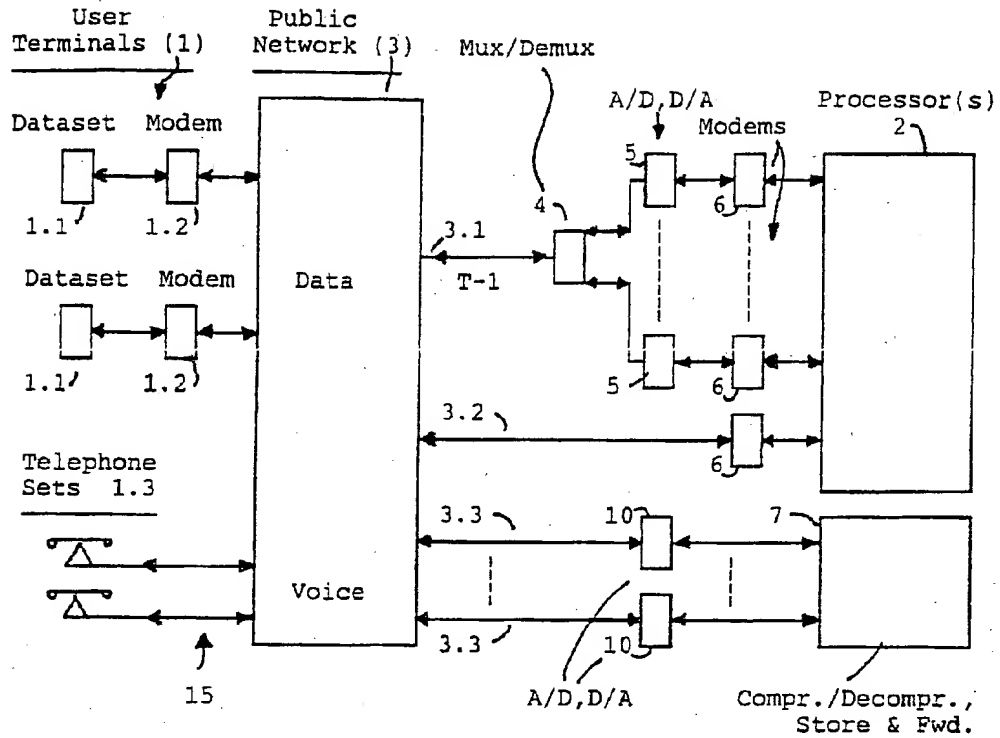 User
Terminals (1)
Public
Network (3)
Mux/Demux
A/D,D/A
Modems
Processor(s)
2
Dataset Modem
1.1 1.2
4
5 6
3.1
T-1
Data
Dataset Modem
1.1 1.2
5 6
3.2
6
Telephone
Sets 1.3
3.3 10 7
Voice
3.3 10
15
A/D,D/A
Compr./Decompr.,
Store & Fwd.